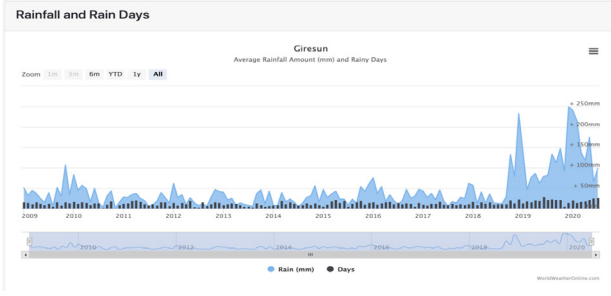 Rainfall and Rain Days
Giresun
Average Rainfall Amount (mm) and Rainy Days
Zoom 1m 3m 6m YTD 1y All
250mm
200mm
150mm
100mm
50mm
2009 2010 2011 2012 2013 2014 2015 2016 2017 2018 2019 2020
2010 2012 2014 2016 2018 2020
Rain (mm) Days
WorldWeatherOnline.com